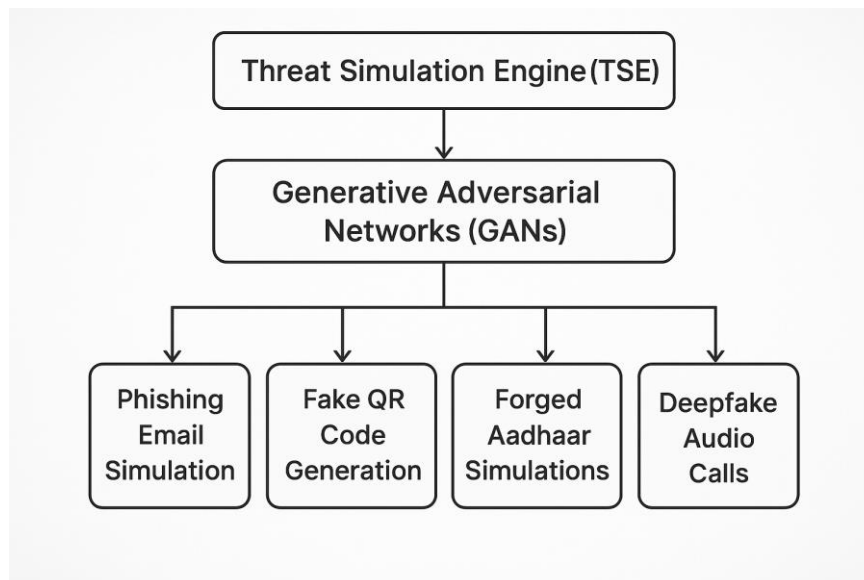 Threat Simulation Engine (TSE)
Generative Adversarial
Networks (GANs)
Phishing
Email
Simulation
Fake QR
Code
Generation
Forged
Aadhaar
Simulations
Deepfake
Audio
Calls